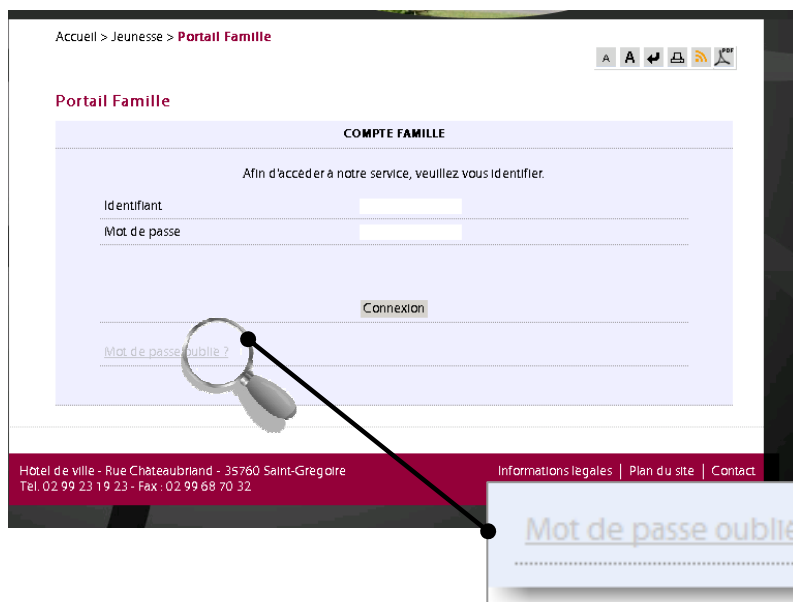 Accueil > Jeunesse > Portail Famille
A A PDF
Portail Famille
COMPTE FAMILLE
Afin d'accéder à notre service, veuillez vous identifier.
Identifiant
Mot de passe
Connexion
Mot de passe oublié ?
Hôtel de ville - Rue Châteaubriand - 35760 Saint-Grégoire
Informations légales | Plan du site | Contact
Tel. 02 99 23 19 23 - Fax : 02 99 68 70 32
Mot de passe oublié